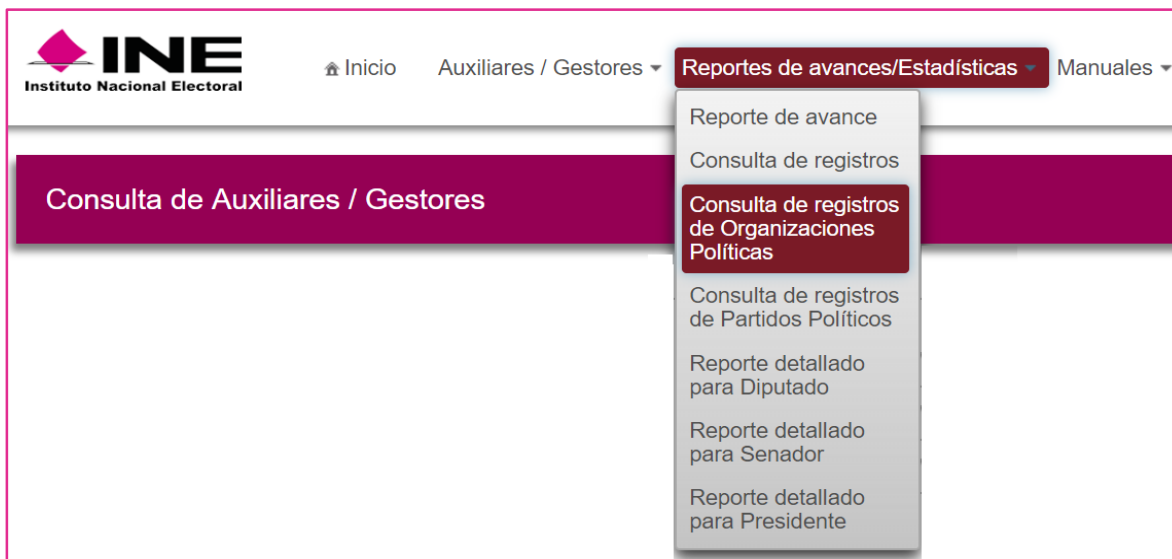 INE
Instituto Nacional Electoral
Inicio
Auxiliares / Gestores
Reportes de avances/Estadísticas
Manuales
Reporte de avance
Consulta de registros
Consulta de registros
de Organizaciones
Políticas
Consulta de registros
de Partidos Políticos
Reporte detallado
para Diputado
Reporte detallado
para Senador
Reporte detallado
para Presidente
Consulta de Auxiliares / Gestores